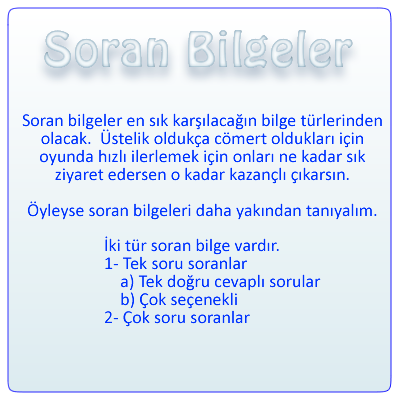 Soran Bilgeler
Soran bilgeler en sık karşılacağın bilge türlerinden
olacak.  Üstelik oldukça cömert oldukları için
oyunda hızlı ilerlemek için onları ne kadar sık
ziyaret edersen o kadar kazançlı çıkarsın.
Öyleyse soran bilgeleri daha yakından tanıyalım.
İki tür soran bilge vardır.
1- Tek soru soranlar
a) Tek doğru cevaplı sorular
b) Çok seçenekli
2- Çok soru soranlar